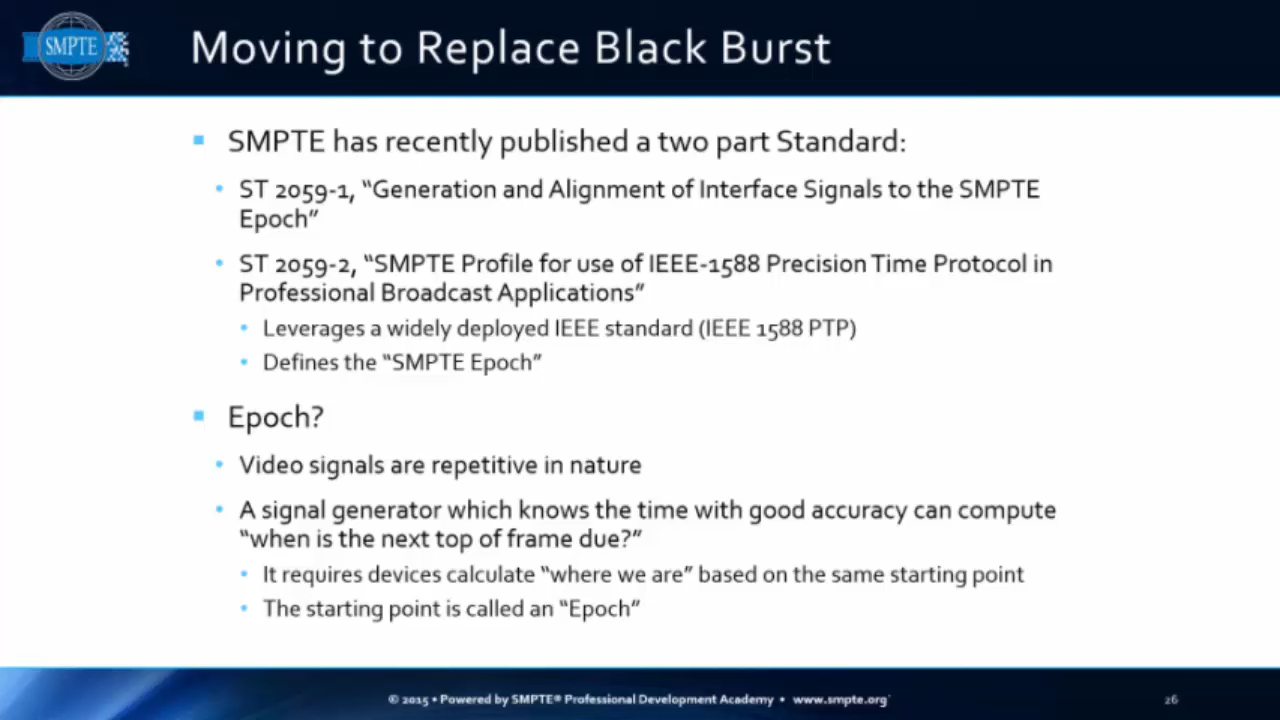 SMPTE
Moving to Replace Black Burst
SMPTE has recently published a two part Standard:
ST 2059-1, “Generation and Alignment of Interface Signals to the SMPTE
Epoch”
ST 2059-2, “SMPTE Profile for use of IEEE-1588 Precision Time Protocol in
Professional Broadcast Applications”
Leverages a widely deployed IEEE standard (IEEE 1588 PTP)
Defines the “SMPTE Epoch”
Epoch?
Video signals are repetitive in nature
A signal generator which knows the time with good accuracy can compute
“when is the next top of frame due?”
It requires devices calculate “where we are” based on the same starting point
The starting point is called an “Epoch”
© 2015 • Powered by SMPTE® Professional Development Academy • www.smpte.org
26